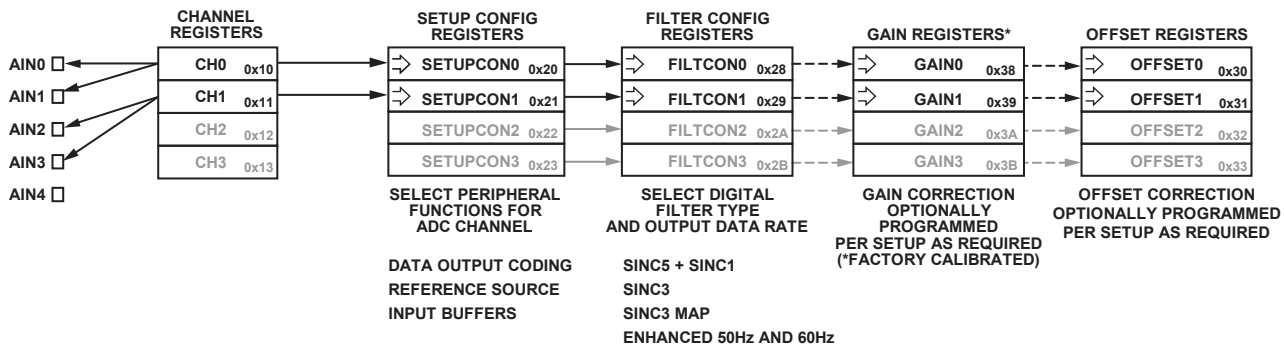 CHANNEL
REGISTERS
SETUP CONFIG
REGISTERS
FILTER CONFIG
REGISTERS
GAIN REGISTERS*
OFFSET REGISTERS
AIN0
AIN1
AIN2
AIN3
AIN4
CH0 0x10
CH1 0x11
CH2 0x12
CH3 0x13
SETUPCON0 0x20
SETUPCON1 0x21
SETUPCON2 0x22
SETUPCON3 0x23
FILTCON0 0x28
FILTCON1 0x29
FILTCON2 0x2A
FILTCON3 0x2B
GAIN0 0x38
GAIN1 0x39
GAIN2 0x3A
GAIN3 0x3B
OFFSET0 0x30
OFFSET1 0x31
OFFSET2 0x32
OFFSET3 0x33
SELECT PERIPHERAL
FUNCTIONS FOR
ADC CHANNEL
SELECT DIGITAL
FILTER TYPE
AND OUTPUT DATA RATE
GAIN CORRECTION
OPTIONALLY
PROGRAMMED
PER SETUP AS REQUIRED
(*FACTORY CALIBRATED)
OFFSET CORRECTION
OPTIONALLY PROGRAMMED
PER SETUP AS REQUIRED
DATA OUTPUT CODING
REFERENCE SOURCE
INPUT BUFFERS
SINC5 + SINC1
SINC3
SINC3 MAP
ENHANCED 50Hz AND 60Hz